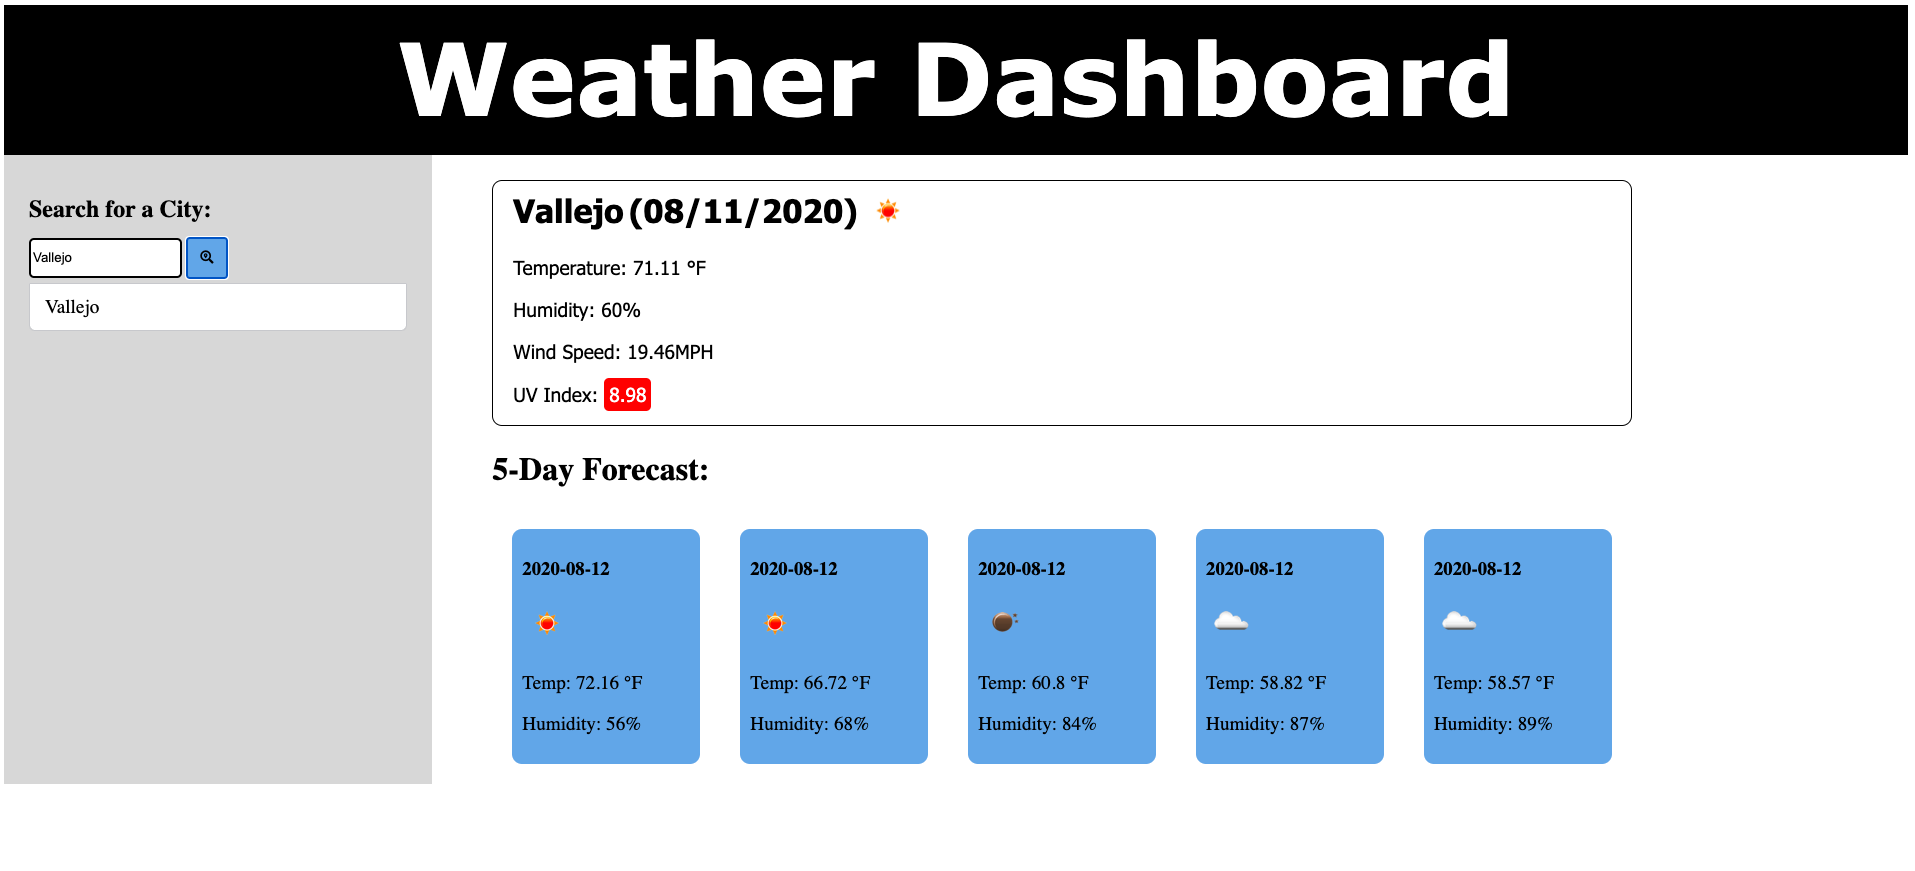 Weather Dashboard
Search for a City:
Vallejo
Vallejo
Vallejo (08/11/2020)
Temperature: 71.11 °F
Humidity: 60%
Wind Speed: 19.46MPH
UV Index: 8.98
5-Day Forecast:
2020-08-12
Temp: 72.16 °F
Humidity: 56%
2020-08-12
Temp: 66.72 °F
Humidity: 68%
2020-08-12
Temp: 60.8 °F
Humidity: 84%
2020-08-12
Temp: 58.82 °F
Humidity: 87%
2020-08-12
Temp: 58.57 °F
Humidity: 89%